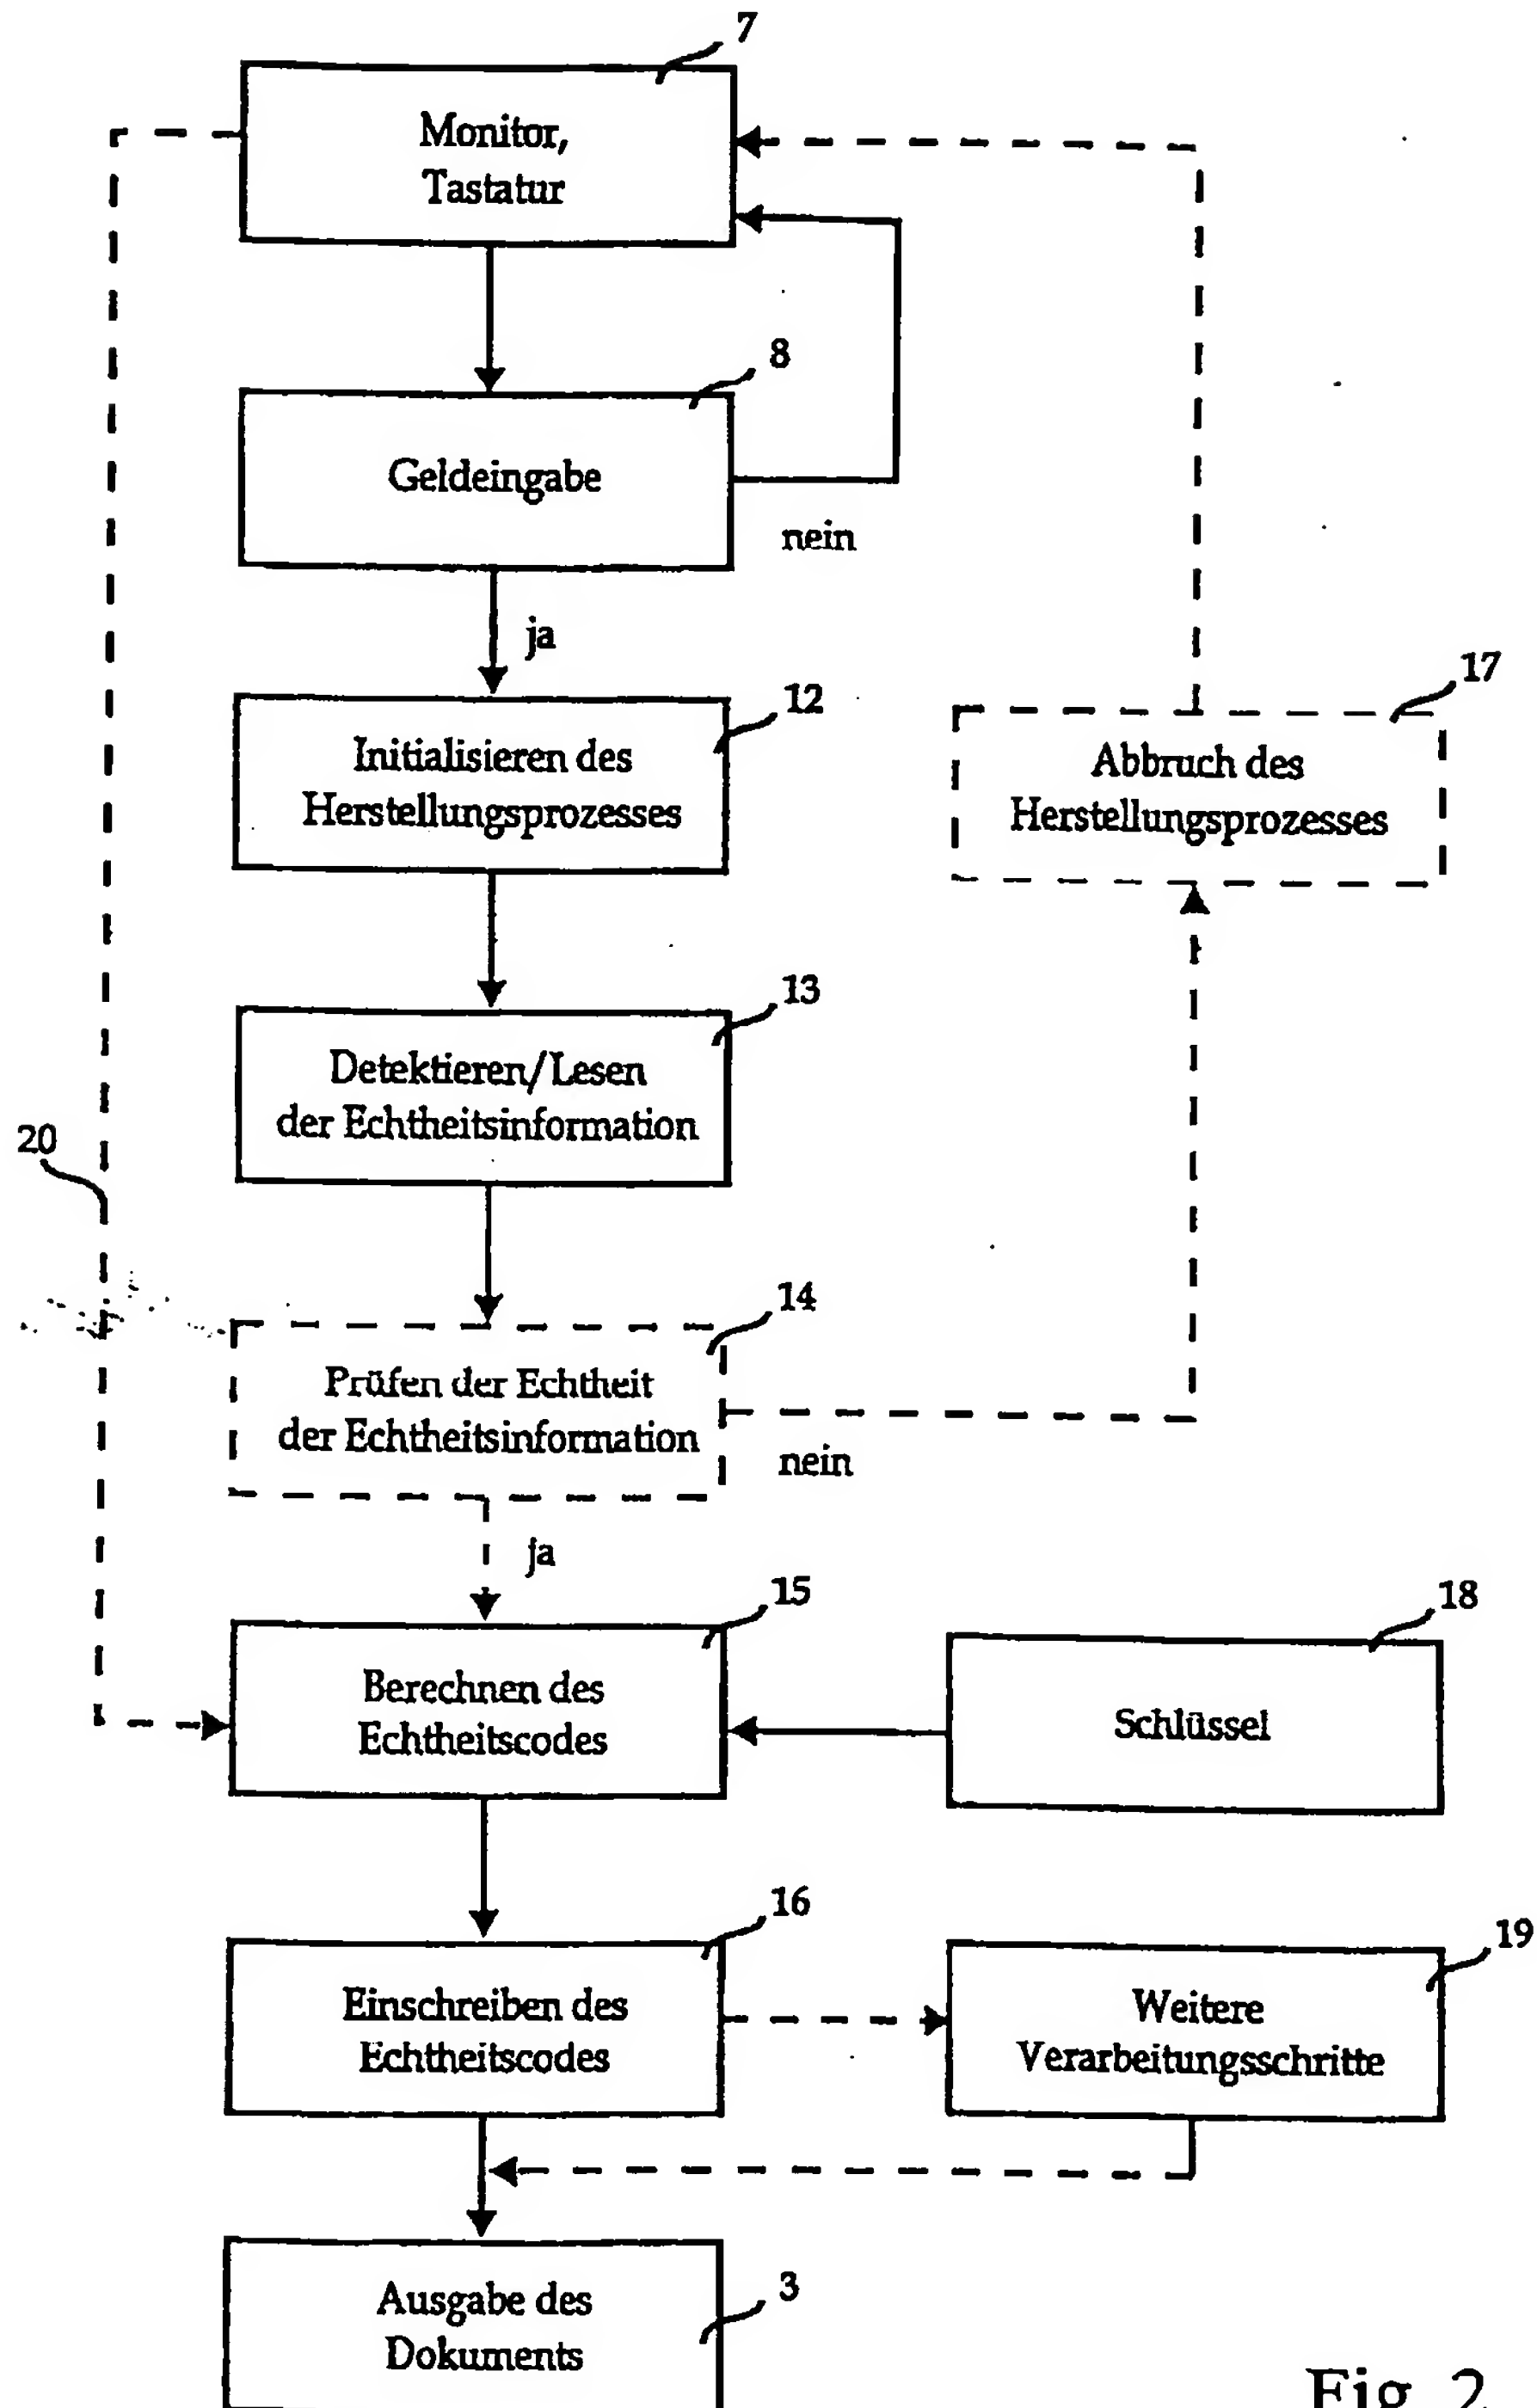 7
Monitor,
Tastatur
8
Geldeingabe
nein
ja
12
Initialisieren des
Herstellungsprozesses
17
Abbruch des
Herstellungsprozesses
13
Detektieren/Lesen
der Echtheitsinformation
20
14
Prüfen der Echtheit
der Echtheitsinformation
nein
ja
15
Berechnen des
Echtheitscodes
18
Schlüssel
16
Einschreiben des
Echtheitscodes
19
Weitere
Verarbeitungsschritte
3
Ausgabe des
Dokuments
Fig. 2